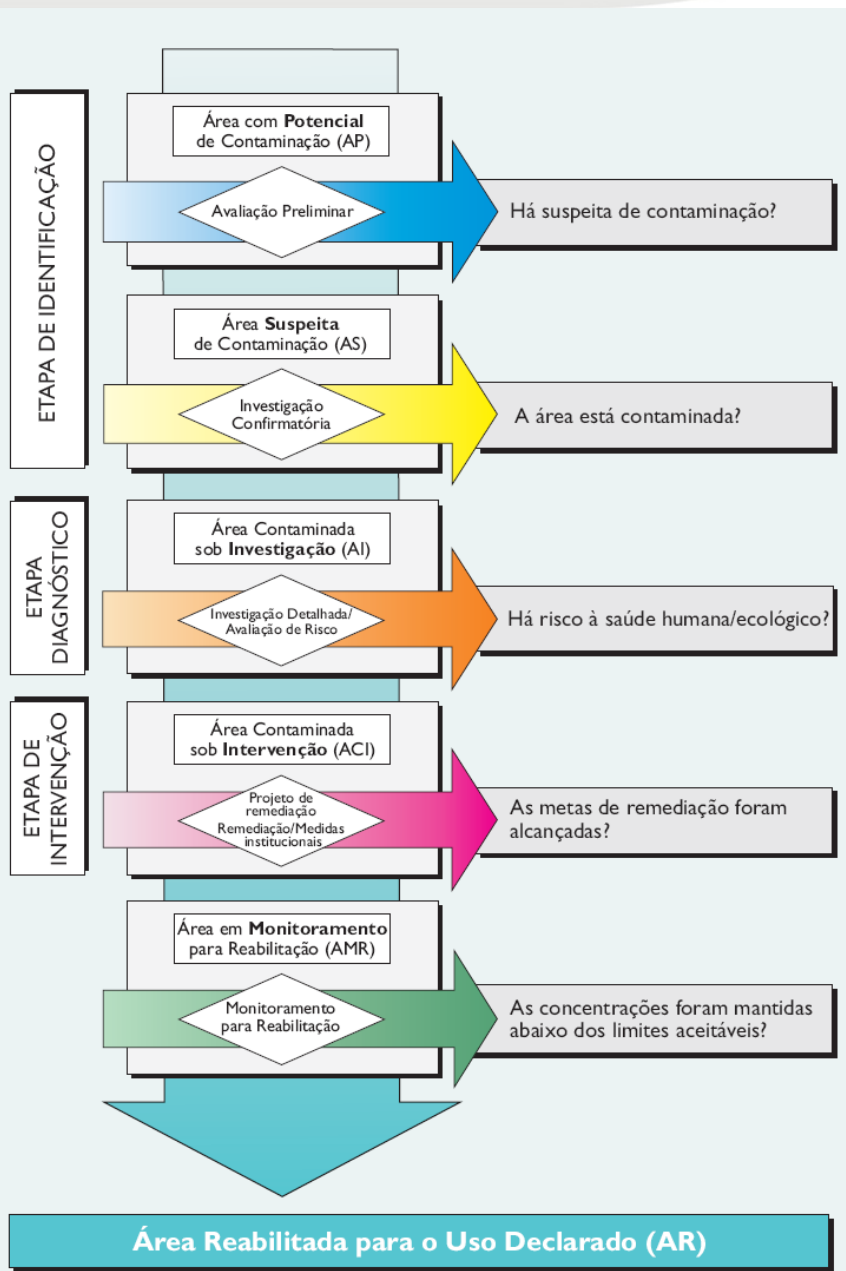 ETAPA DE IDENTIFICAÇÃO
Área com Potencial
de Contaminação (AP)
Avaliação Preliminar
Há suspeita de contaminação?
Área Suspeita
de Contaminação (AS)
Investigação
Confirmatória
A área está contaminada?
ETAPA
DIAGNÓSTICO
Área Contaminada
sob Investigação (AI)
Investigação Detalhada/
Avaliação de Risco
Há risco à saúde humana/ecológico?
ETAPA DE
INTERVENÇÃO
Área Contaminada
sob Intervenção (ACI)
Projeto de
remediação
Remediação/Medidas
institucionais
As metas de remediação foram
alcançadas?
Área em Monitoramento
para Reabilitação (AMR)
Monitoramento
para Reabilitação
As concentrações foram mantidas
abaixo dos limites aceitáveis?
Área Reabilitada para o Uso Declarado (AR)